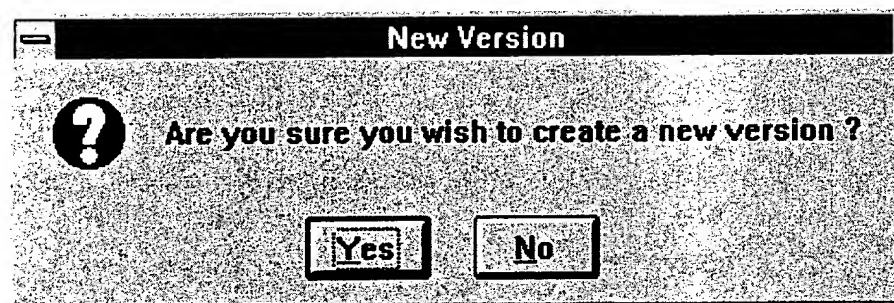 New Version
Are you sure you wish to create a new version ?
Yes
No